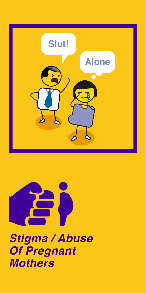 Slut!
Alone
Stigma / Abuse
Of Pregnant
Mothers